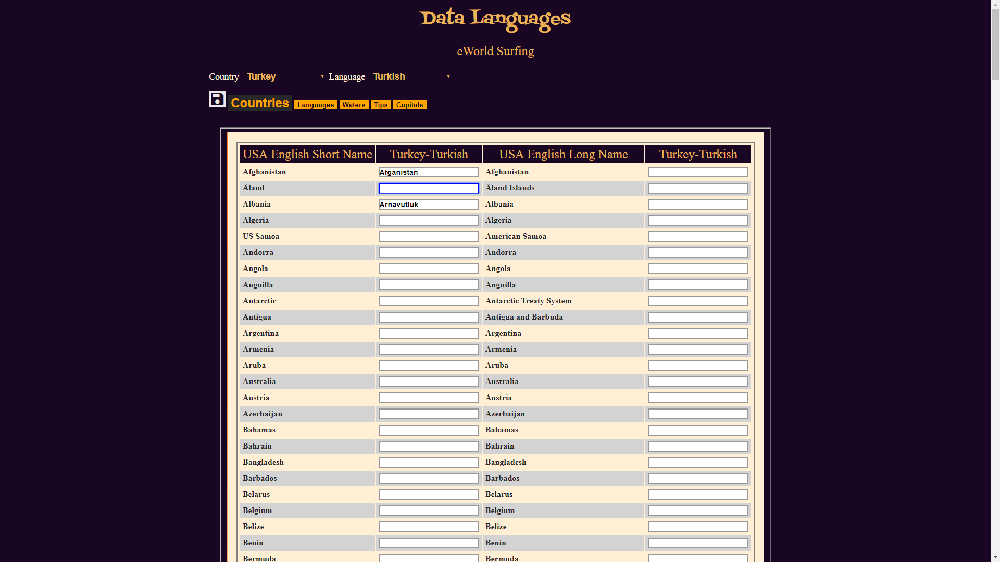 Data Languages
eWorld Surfing
Country Turkey Language Turkish
Countries Languages Waters Tips Capitals
USA English Short Name Turkey-Turkish USA English Long Name Turkey-Turkish
Afghanistan Afganistan Afghanistan
Åland Åland Islands
Albania Arnavutluk Albania
Algeria Algeria
US Samoa American Samoa
Andorra Andorra
Angola Angola
Anguilla Anguilla
Antarctic Antarctic Treaty System
Antigua Antigua and Barbuda
Argentina Argentina
Armenia Armenia
Aruba Aruba
Australia Australia
Austria Austria
Azerbaijan Azerbaijan
Bahamas Bahamas
Bahrain Bahrain
Bangladesh Bangladesh
Barbados Barbados
Belarus Belarus
Belgium Belgium
Belize Belize
Benin Benin
Bermuda Bermuda